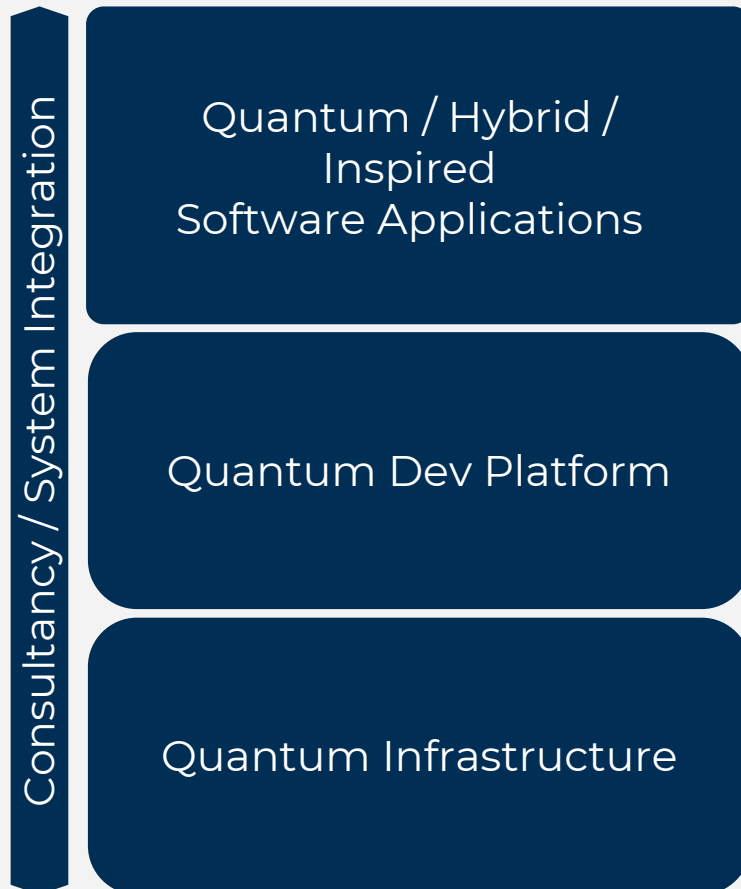 Consultancy / System Integration
Quantum / Hybrid /
Inspired
Software Applications
Quantum Dev Platform
Quantum Infrastructure